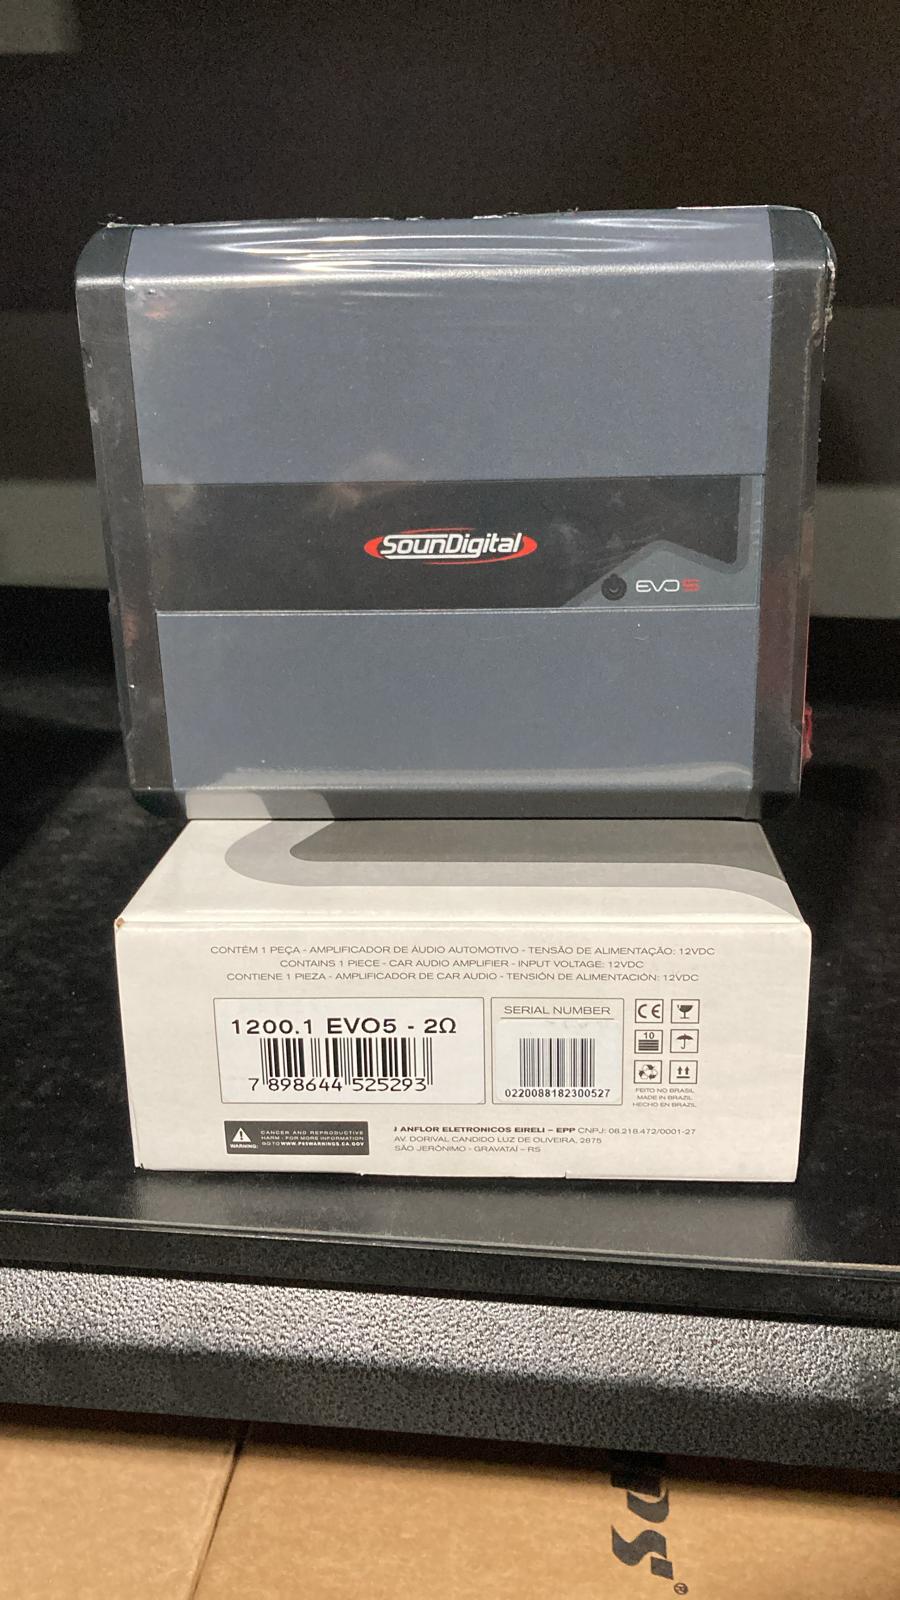 SounDigital
EVO5
CONTÉM 1 PEÇA - AMPLIFICADOR DE ÁUDIO AUTOMOTIVO - TENSÃO DE ALIMENTAÇÃO: 12VDC
CONTAINS 1 PIECE - CAR AUDIO AMPLIFIER - INPUT VOLTAGE: 12VDC
CONTIENE 1 PIEZA - AMPLIFICADOR DE CAR AUDIO - TENSIÓN DE ALIMENTACIÓN: 12VDC
1200.1 EVO5 - 2Ω
7 898644 525293
SERIAL NUMBER
0220088182300527
CE
10
FEITO NO BRASIL
MADE IN BRAZIL
HECHO EN BRAZIL
WARNING:
CANCER AND REPRODUCTIVE
HARM - FOR MORE INFORMATION
GO TO WWW.P65WARNINGS.CA.GOV
J ANFLOR ELETRONICOS EIRELI – EPP CNPJ: 08.218.472/0001-27
AV. DORIVAL CANDIDO LUZ DE OLIVEIRA, 2875
SÃO JERÔNIMO - GRAVATAÍ – RS